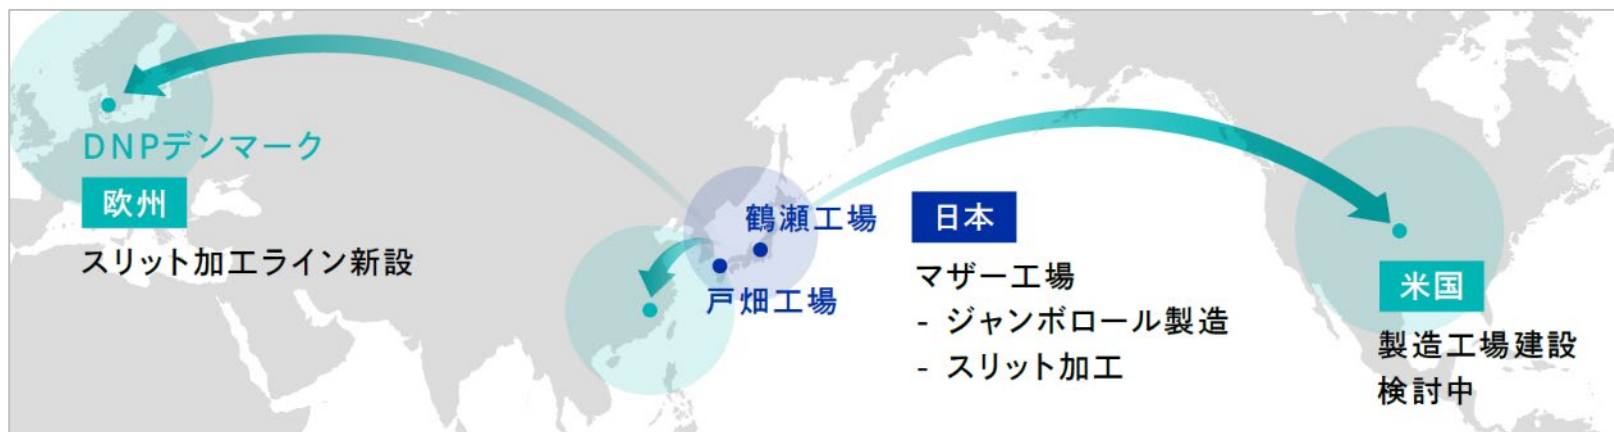 DNPデンマーク
欧州
スリット加工ライン新設
鶴瀬工場
戸畑工場
日本
マザー工場
- ジャンボロール製造
- スリット加工
米国
製造工場建設
検討中